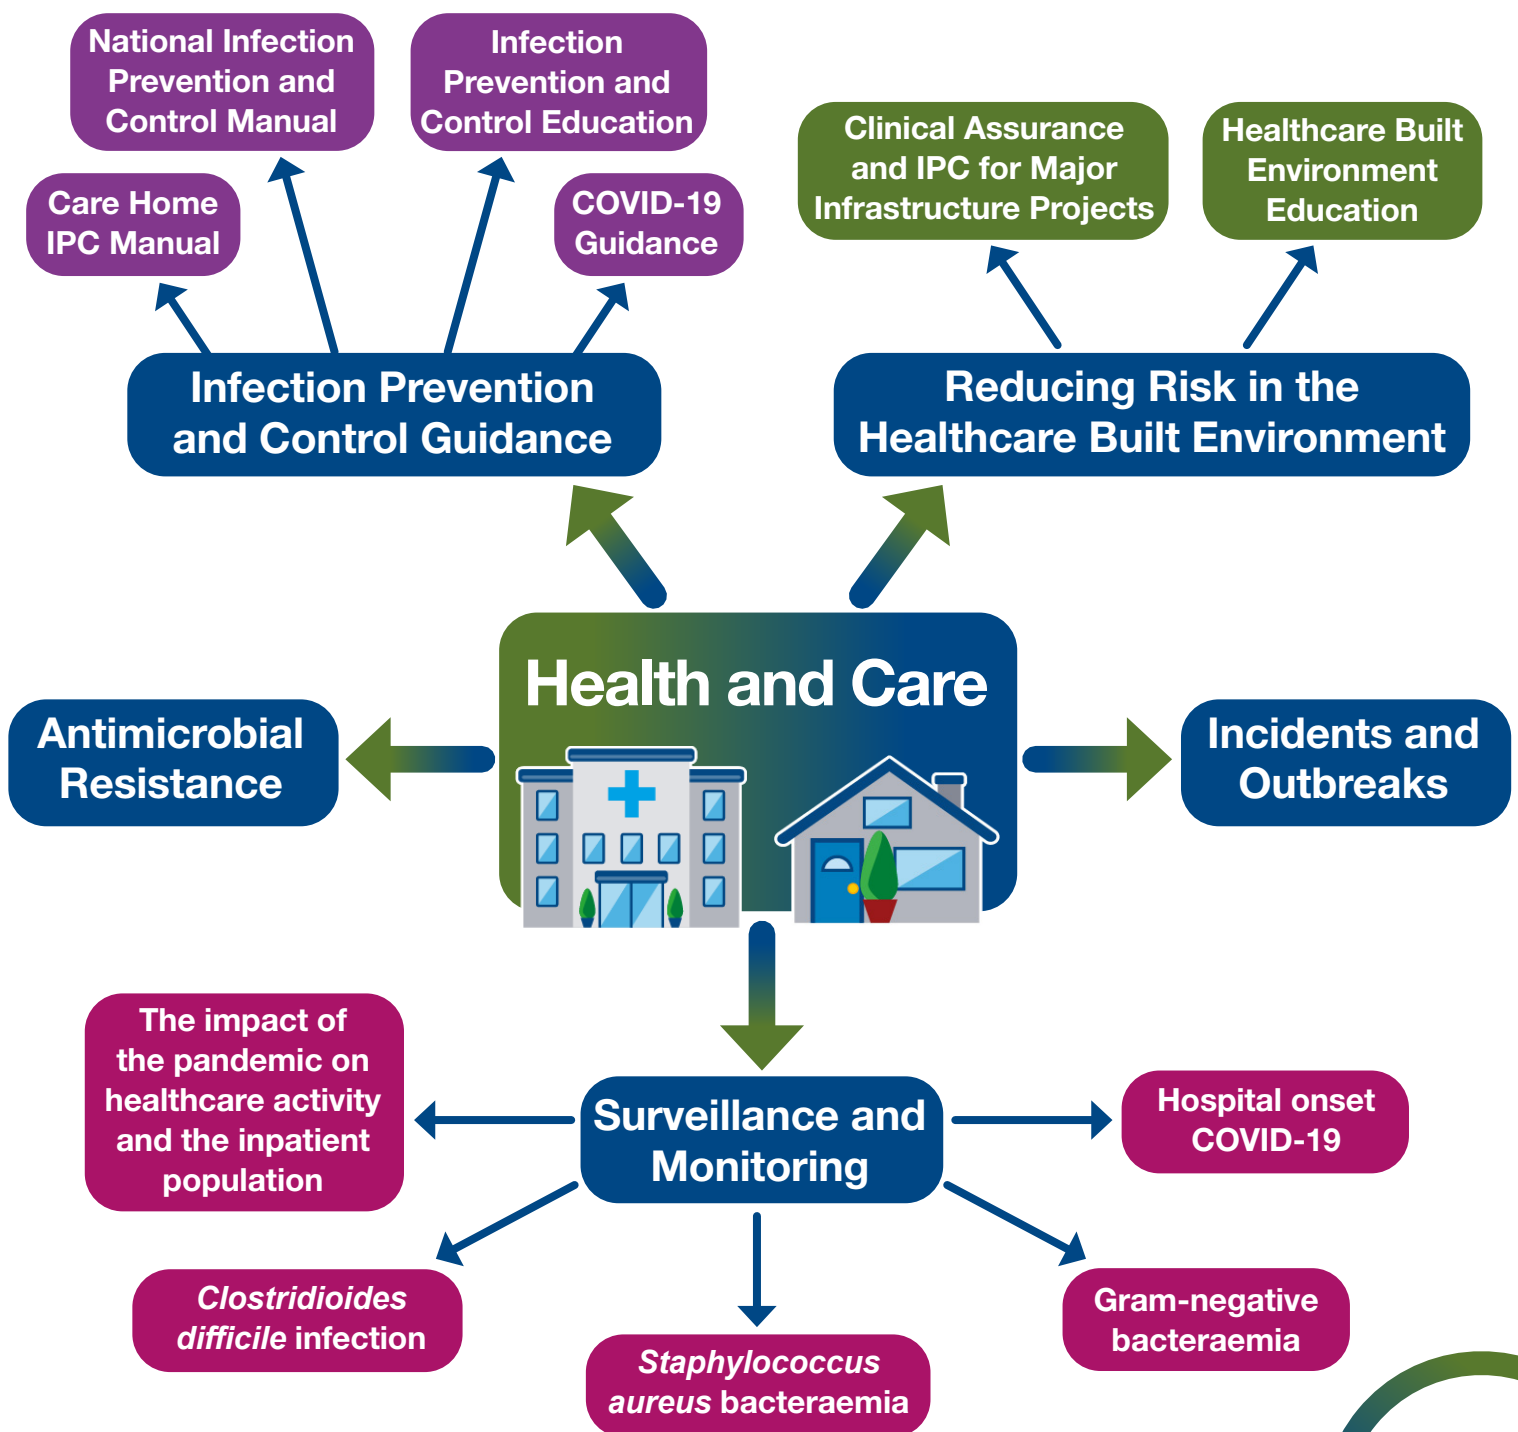 National Infection
Prevention and
Control Manual
Infection
Prevention and
Control Education
Care Home
IPC Manual
COVID-19
Guidance
Clinical Assurance
and IPC for Major
Infrastructure Projects
Healthcare Built
Environment
Education
Infection Prevention
and Control Guidance
Reducing Risk in the
Healthcare Built Environment
Health and Care
Antimicrobial
Resistance
Incidents and
Outbreaks
The impact of
the pandemic on
healthcare activity
and the inpatient
population
Surveillance and
Monitoring
Hospital onset
COVID-19
Clostridioides
difficile infection
Staphylococcus
aureus bacteraemia
Gram-negative
bacteraemia